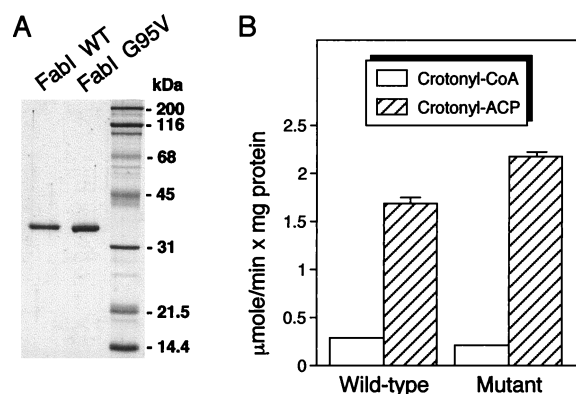 A
FabI WT
FabI G95V
kDa
- 200
- 116
- 68
- 45
- 31
- 21.5
- 14.4
B
Crotonyl-CoA
Crotonyl-ACP
µmole/min x mg protein
2.5
2
1.5
1
0.5
0
Wild-type
Mutant